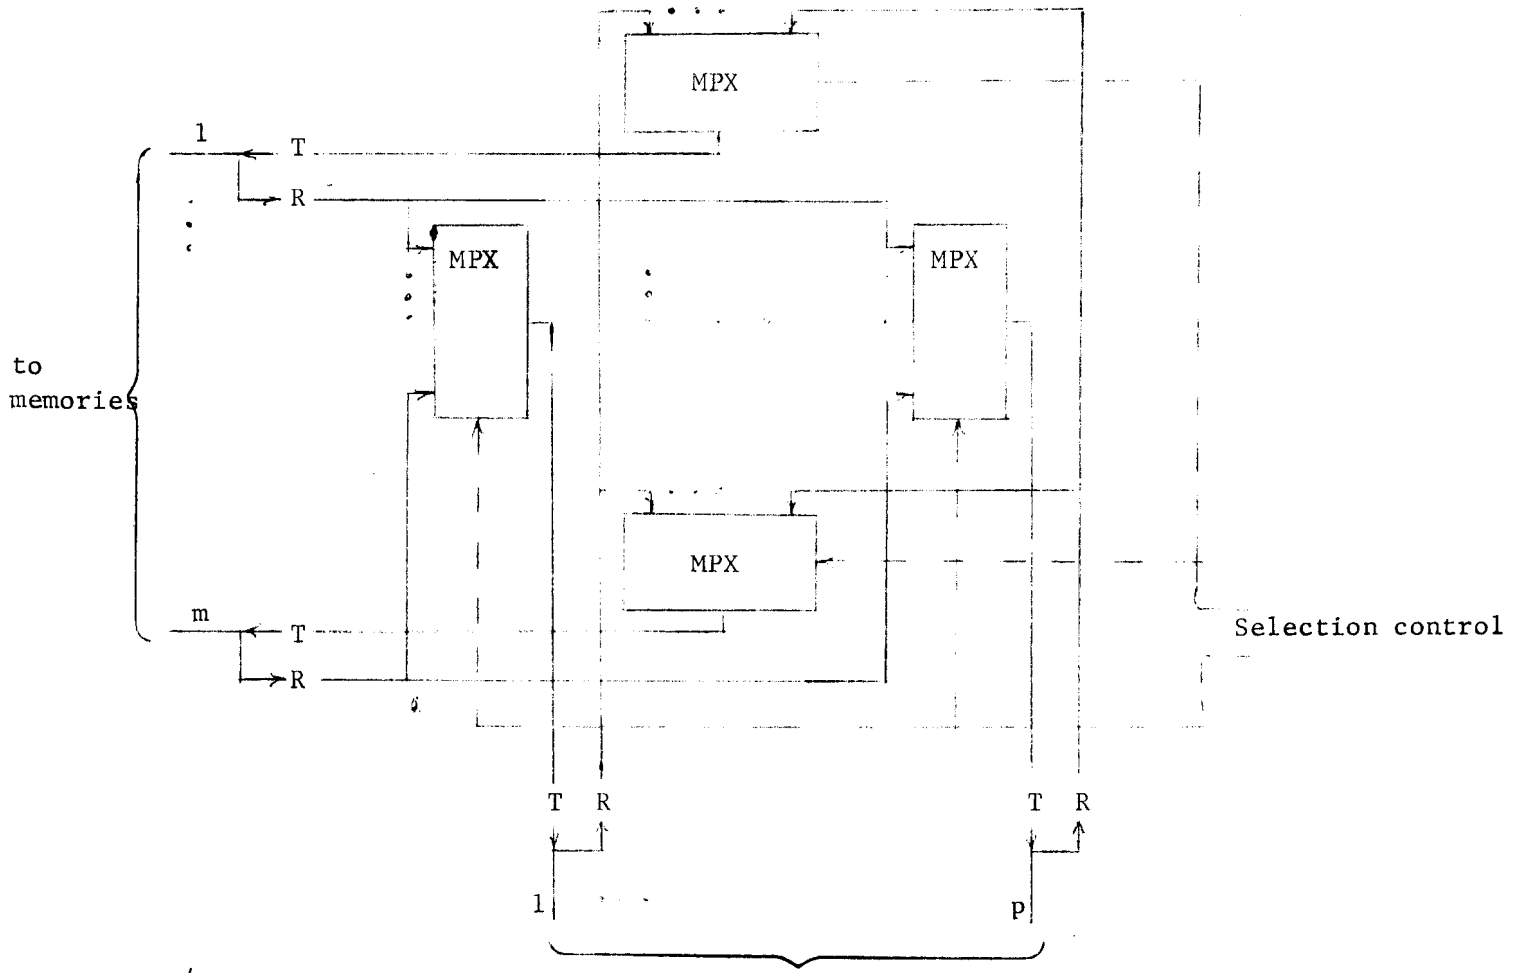 MPX
1
T
R
MPX
MPX
to
memories
MPX
m
T
Selection control
R
T R
T R
1
p